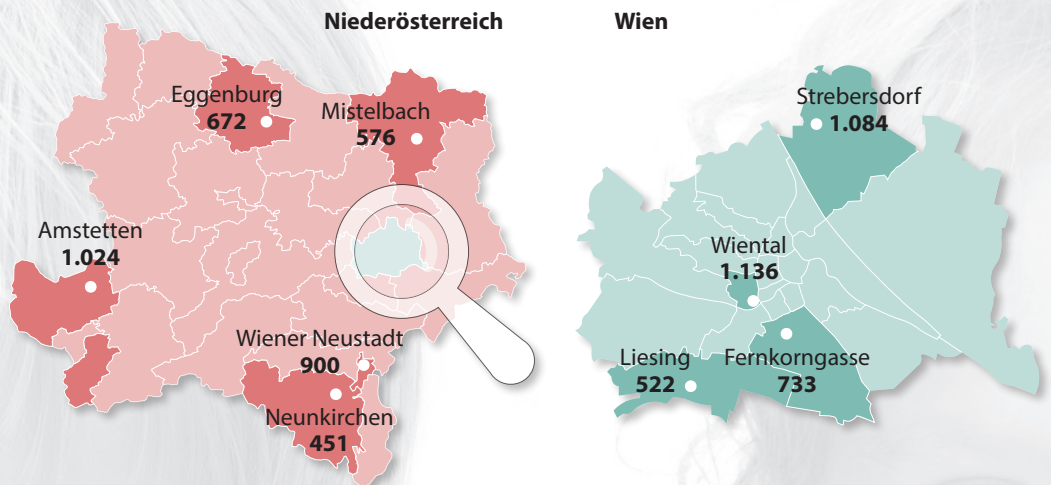 Niederösterreich
Eggenburg
672
Mistelbach
576
Amstetten
1.024
Wiener Neustadt
900
Neunkirchen
451
Wien
Strebersdorf
1.084
Wiental
1.136
Liesing
522
Fernkorngasse
733